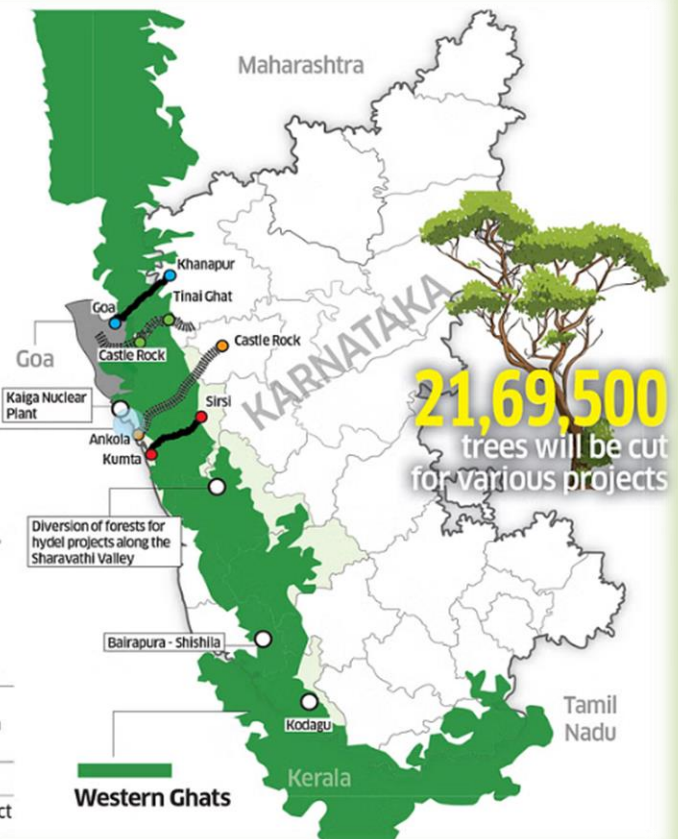 Maharashtra
Khanapur
Tinai Ghat
Goa
Castle Rock
Castle Rock
Goa
KARNATAKA
Kaiga Nuclear
Plant
Sirsi
Ankola
Kumta
21,69,500
trees will be cut
for various projects
Diversion of forests for
hydel projects along the
Sharavathi Valley
Bairapura - Shishila
Kodagu
Tamil
Nadu
Kerala
Western Ghats
ct